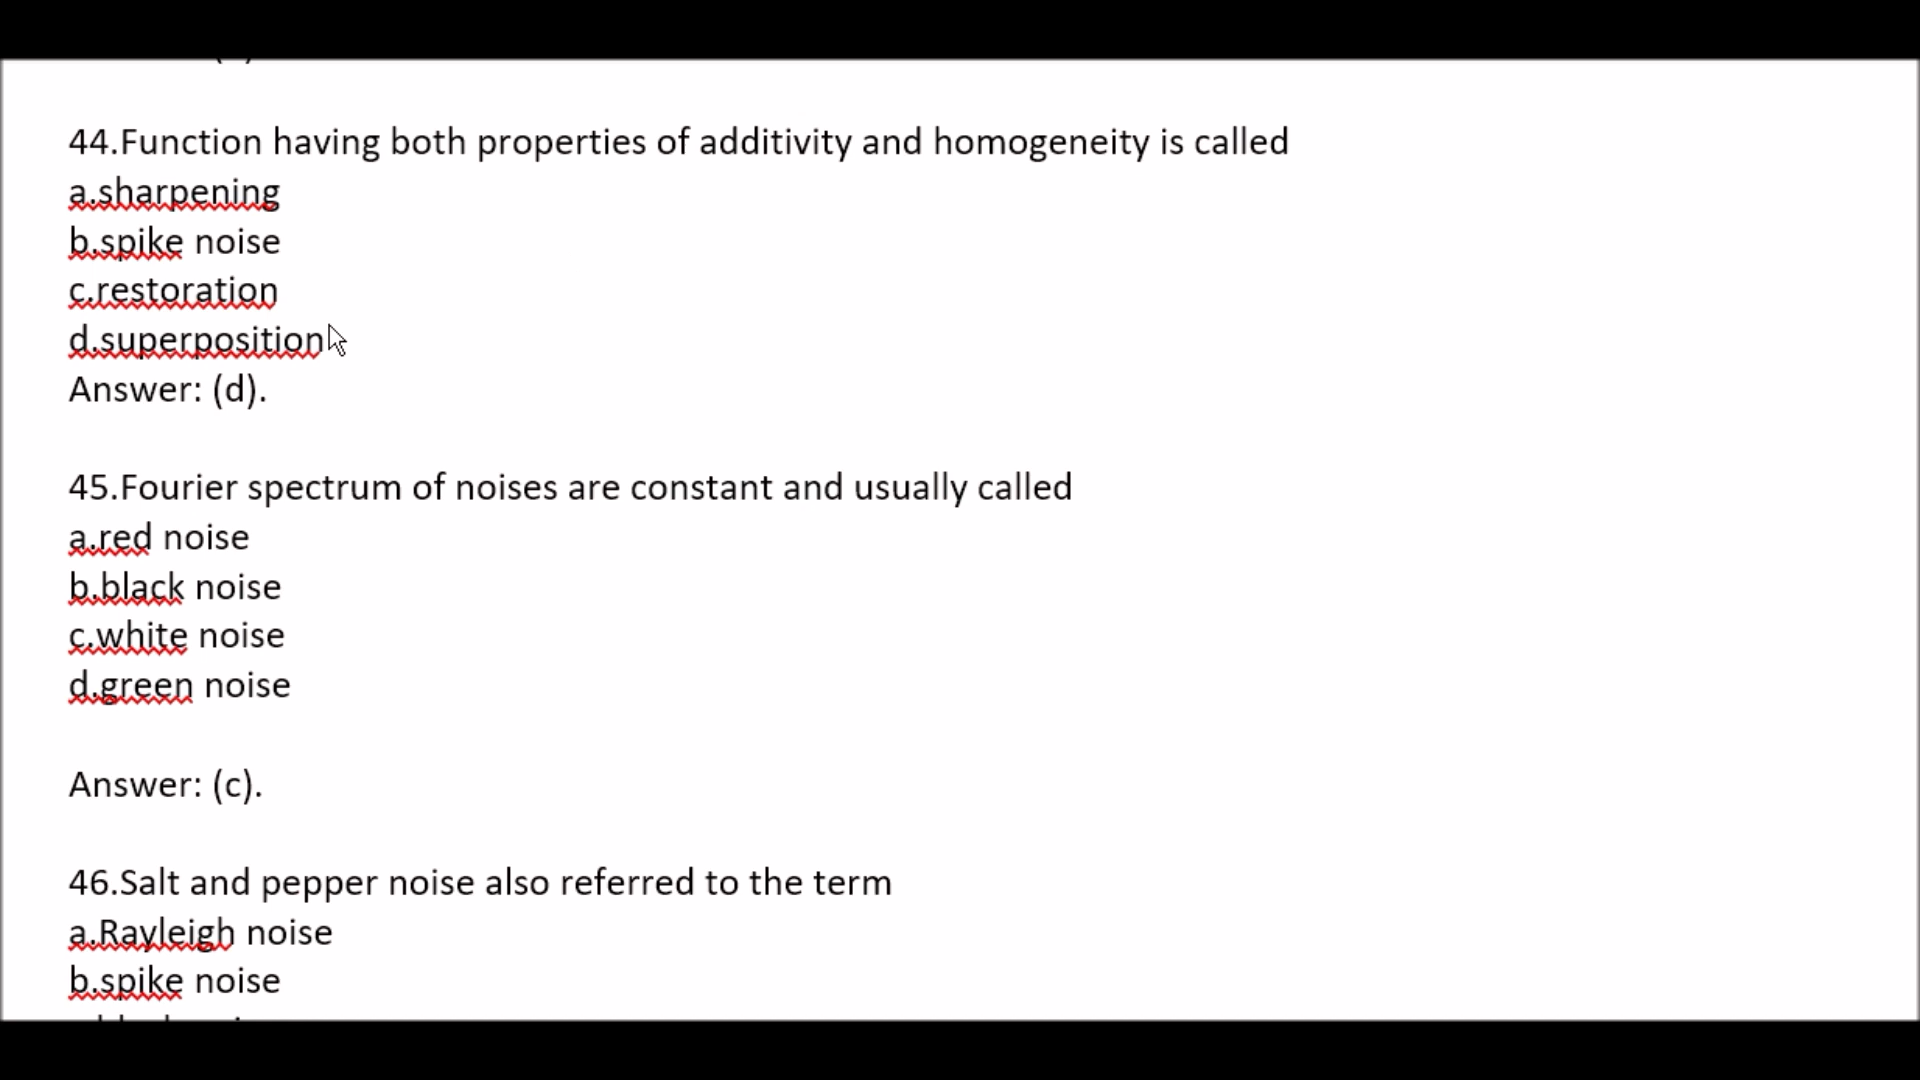 44.Function having both properties of additivity and homogeneity is called
a.sharpening
b.spike noise
c.restoration
d.superposition
Answer: (d).
45.Fourier spectrum of noises are constant and usually called
a.red noise
b.black noise
c.white noise
d.green noise
Answer: (c).
46.Salt and pepper noise also referred to the term
a.Rayleigh noise
b.spike noise